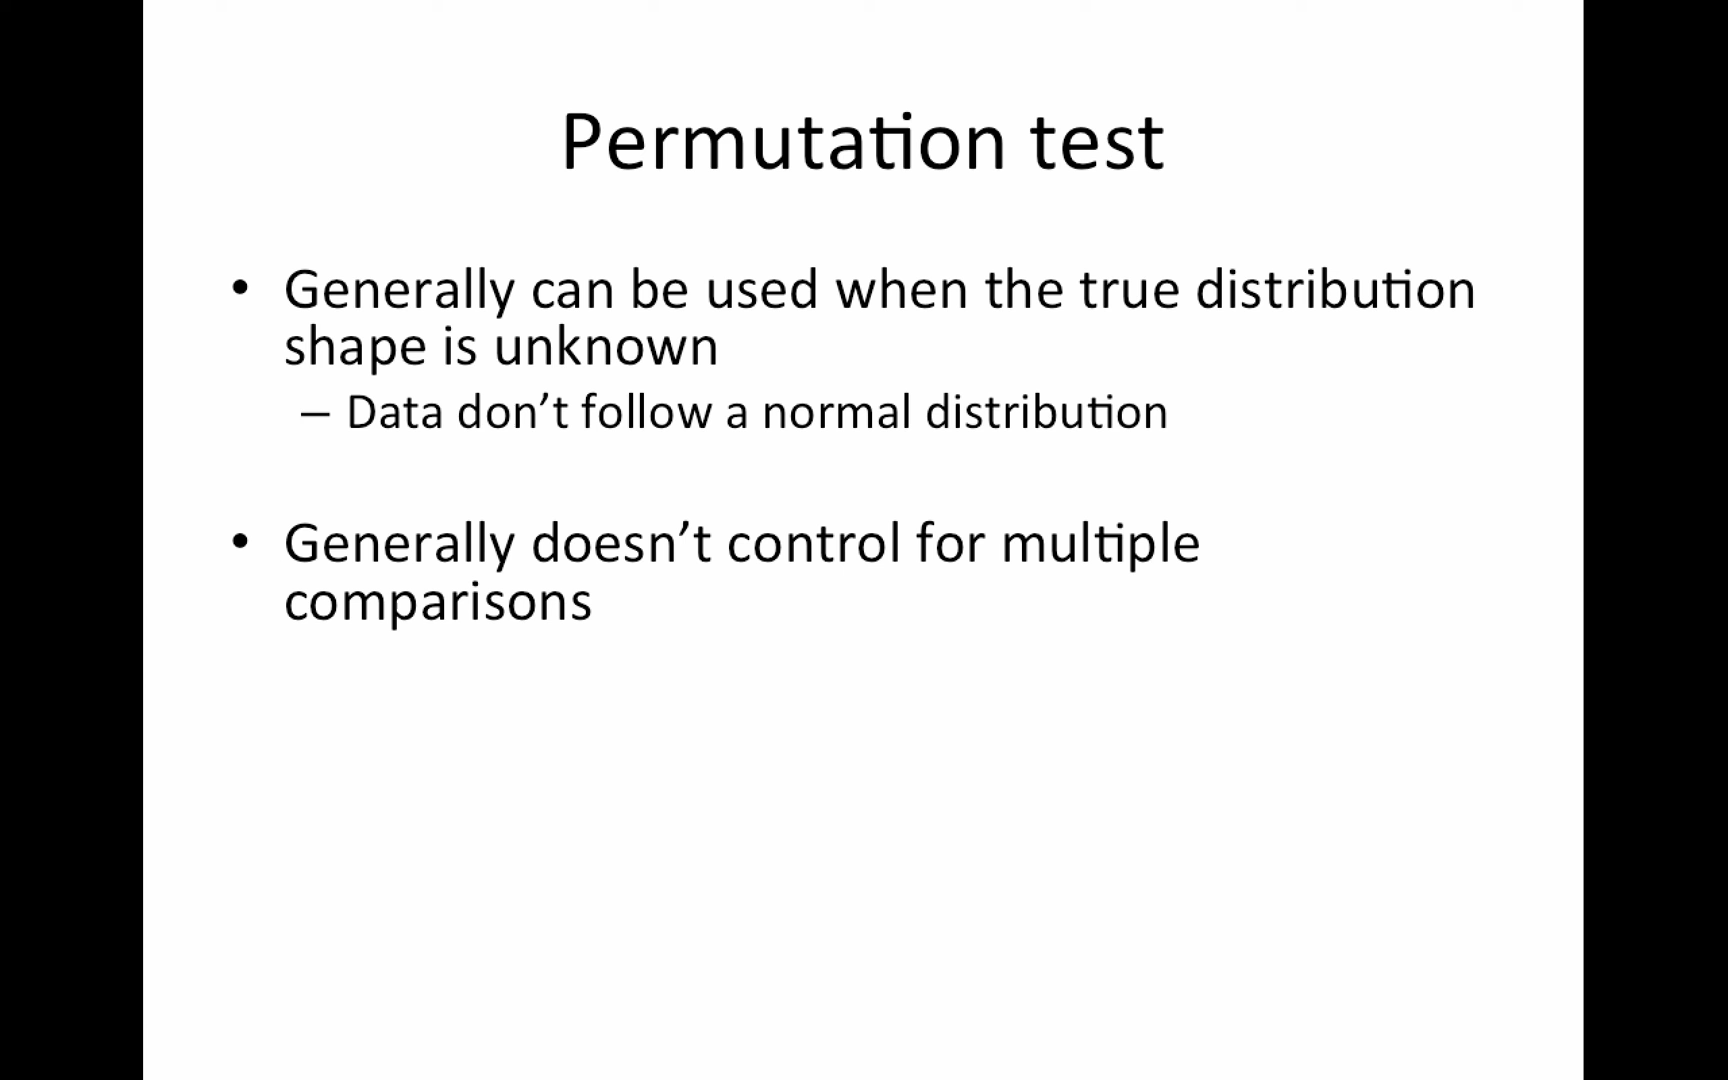 Permutation test
• Generally can be used when the true distribution
shape is unknown
– Data don’t follow a normal distribution
• Generally doesn’t control for multiple
comparisons